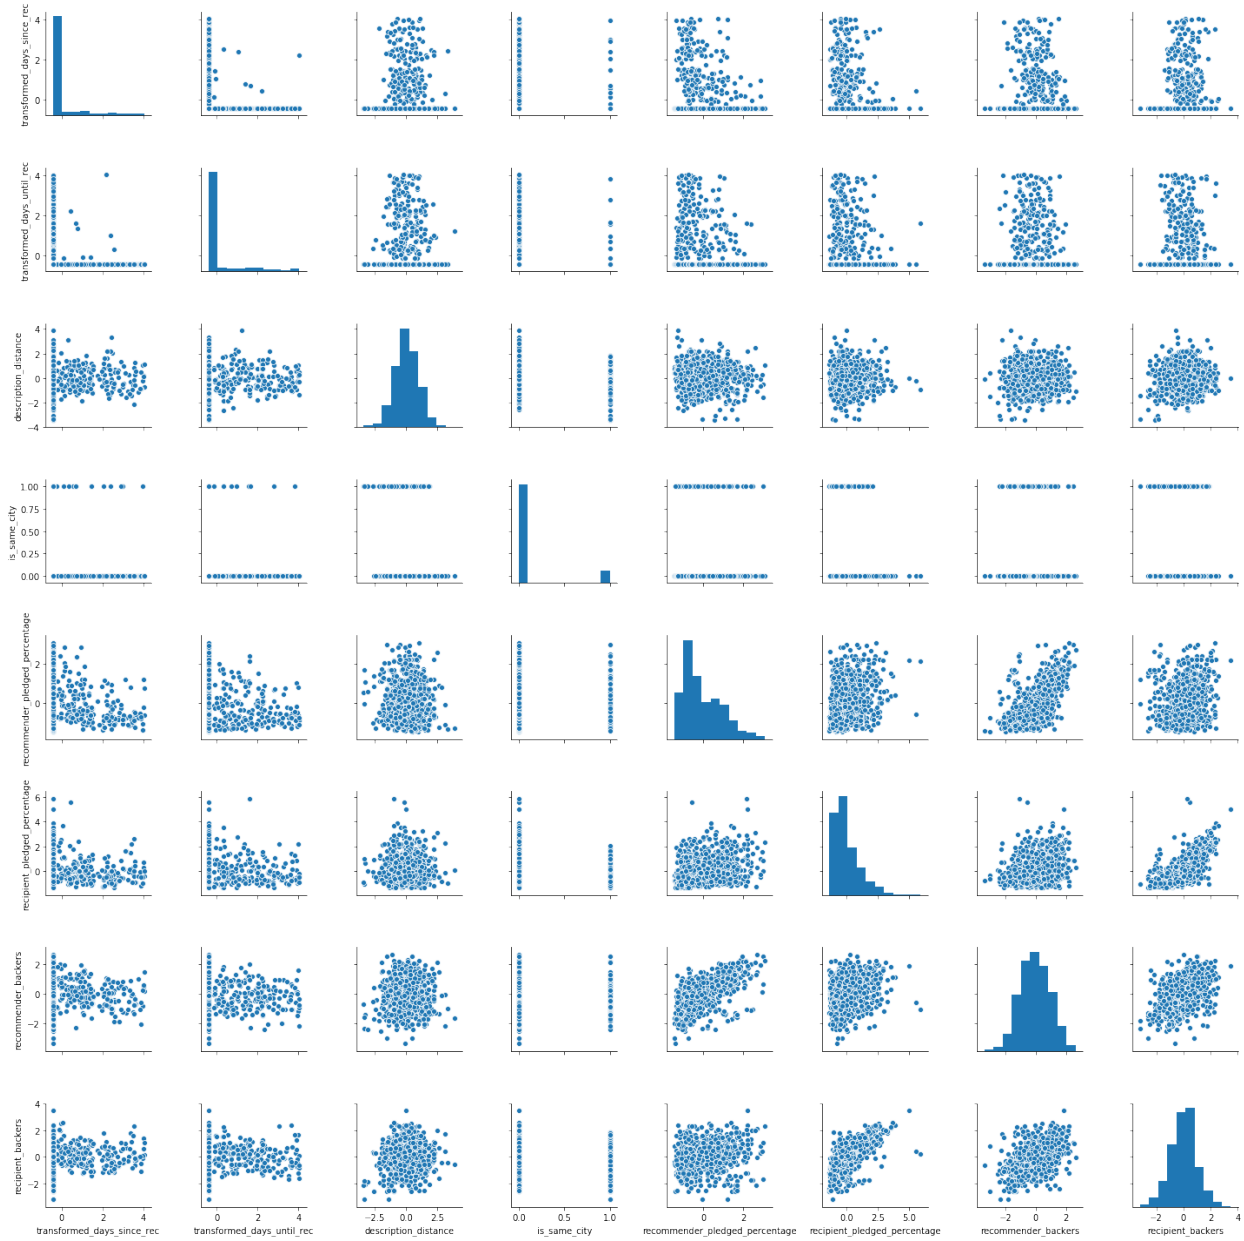 transformed_days_since_rec
4
2
0
transformed_days_until_rec
4
2
0
description_distance
4
2
0
−2
−4
is_same_city
1.00
0.75
0.50
0.25
0.00
recommender_pledged_percentage
2
0
recipient_pledged_percentage
6
4
2
0
recommender_backers
2
0
−2
recipient_backers
4
2
0
−2
0 2 4 0 2 4 −2.5 0.0 2.5 0.0 0.5 1.0 0 2 0.0 2.5 5.0 −2 0 2 −2 0 2 4
transformed_days_since_rec transformed_days_until_rec description_distance is_same_city recommender_pledged_percentage recipient_pledged_percentage recommender_backers recipient_backers